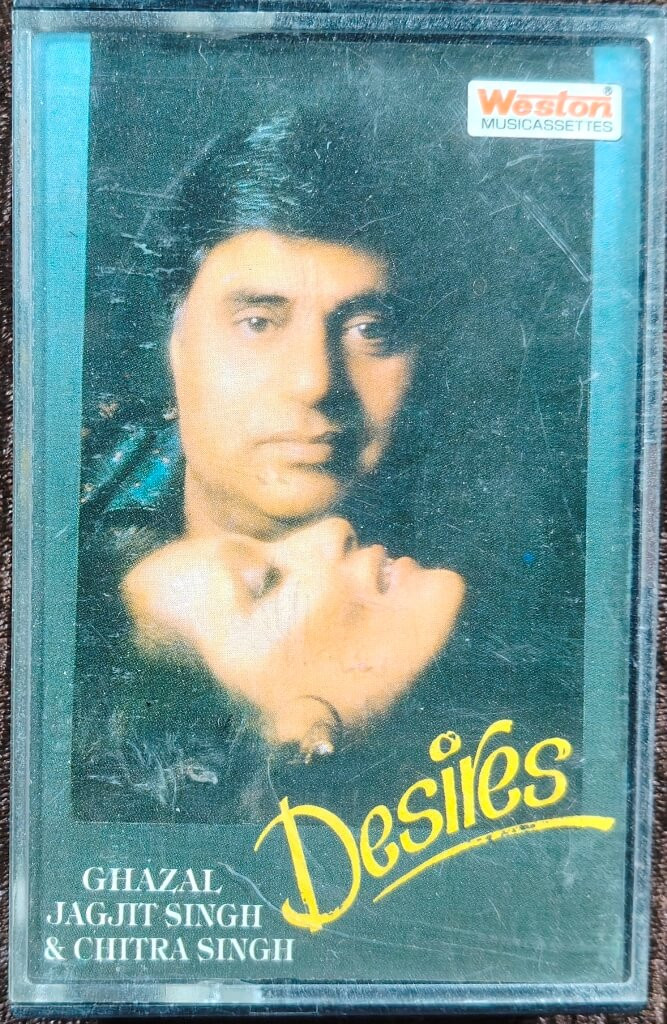 Weston®
MUSICASSETTES
Desires
GHAZAL
JAGJIT SINGH
& CHITRA SINGH